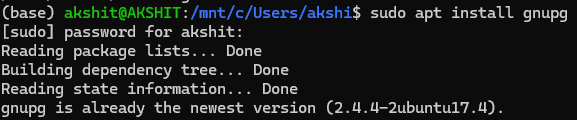 (base) akshit@AKSHIT:/mnt/c/Users/akshi$ sudo apt install gnupg
[sudo] password for akshit:
Reading package lists... Done
Building dependency tree... Done
Reading state information... Done
gnupg is already the newest version (2.4.4-2ubuntu17.4).